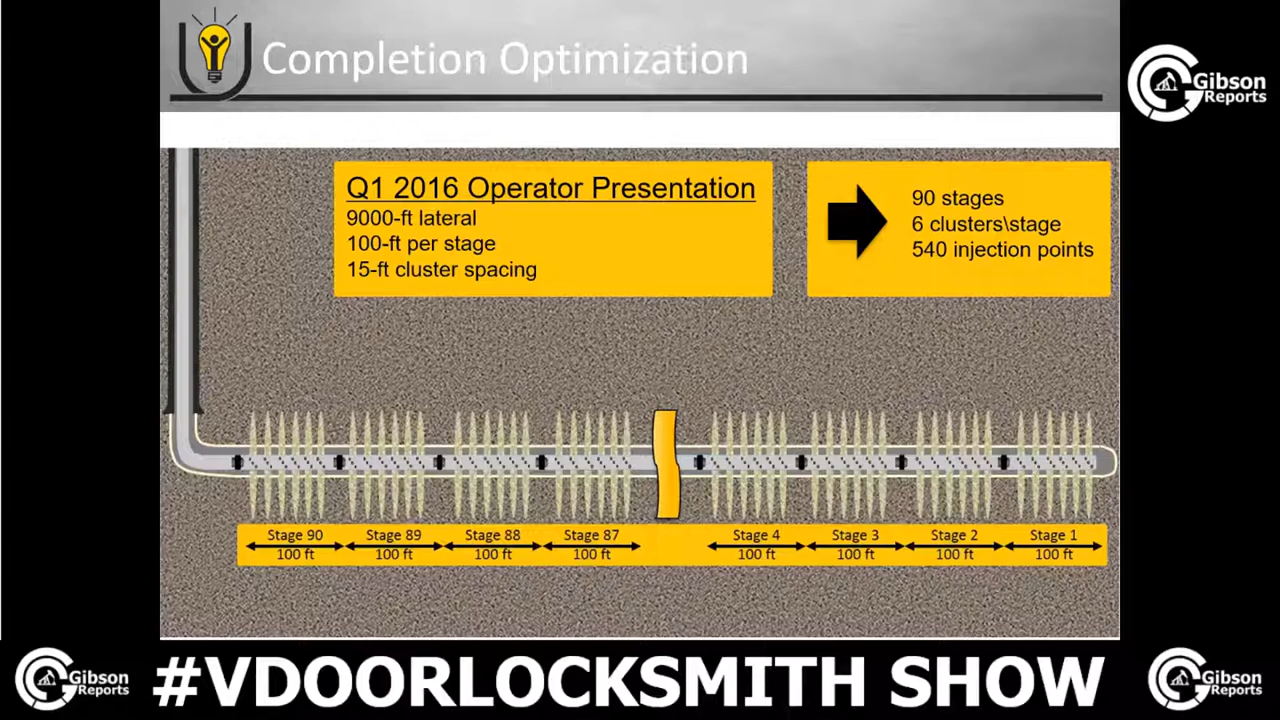 Completion Optimization
Gibson
Reports
Q1 2016 Operator Presentation
9000-ft lateral
100-ft per stage
15-ft cluster spacing
90 stages
6 clusters\stage
540 injection points
Stage 90
Stage 89
Stage 88
Stage 87
Stage 4
Stage 3
Stage 2
Stage 1
100 ft
100 ft
100 ft
100 ft
100 ft
100 ft
100 ft
100 ft
Gibson
Reports
#VDOORLOCKSMITH SHOW
Gibson
Reports